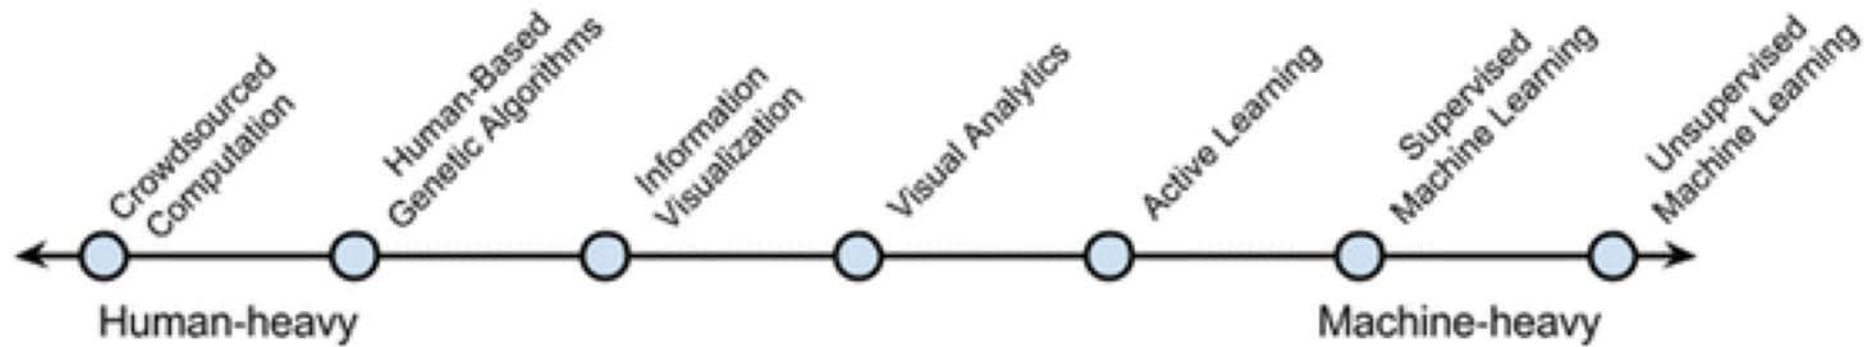 Crowdsourced
Computation
Human-Based
Genetic Algorithms
Information
Visualization
Visual Analytics
Active Learning
Supervised
Machine Learning
Unsupervised
Machine Learning
Human-heavy
Machine-heavy